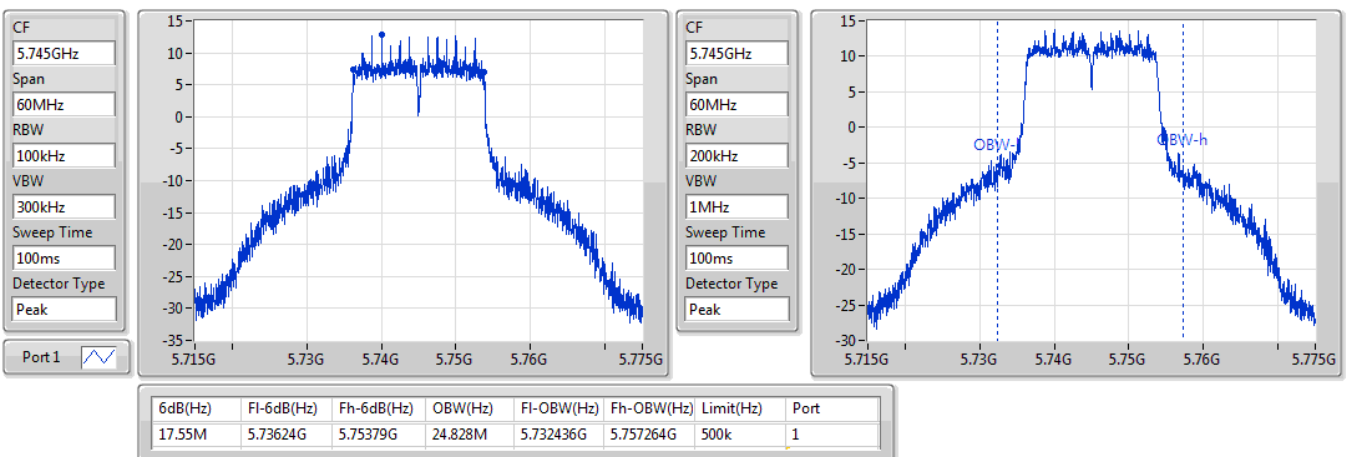 CF
5.745GHz
Span
60MHz
RBW
100kHz
VBW
300kHz
Sweep Time
100ms
Detector Type
Peak
Port 1
15
10
5
0
-5
-10
-15
-20
-25
-30
-35
5.715G 5.73G 5.74G 5.75G 5.76G 5.775G
CF
5.745GHz
Span
60MHz
RBW
200kHz
VBW
1MHz
Sweep Time
100ms
Detector Type
Peak
15
10
5
0
-5
-10
-15
-20
-25
-30
OBW-l OBW-h
5.715G 5.73G 5.74G 5.75G 5.76G 5.775G
6dB(Hz) Fl-6dB(Hz) Fh-6dB(Hz) OBW(Hz) Fl-OBW(Hz) Fh-OBW(Hz) Limit(Hz) Port
17.55M 5.73624G 5.75379G 24.828M 5.732436G 5.757264G 500k 1